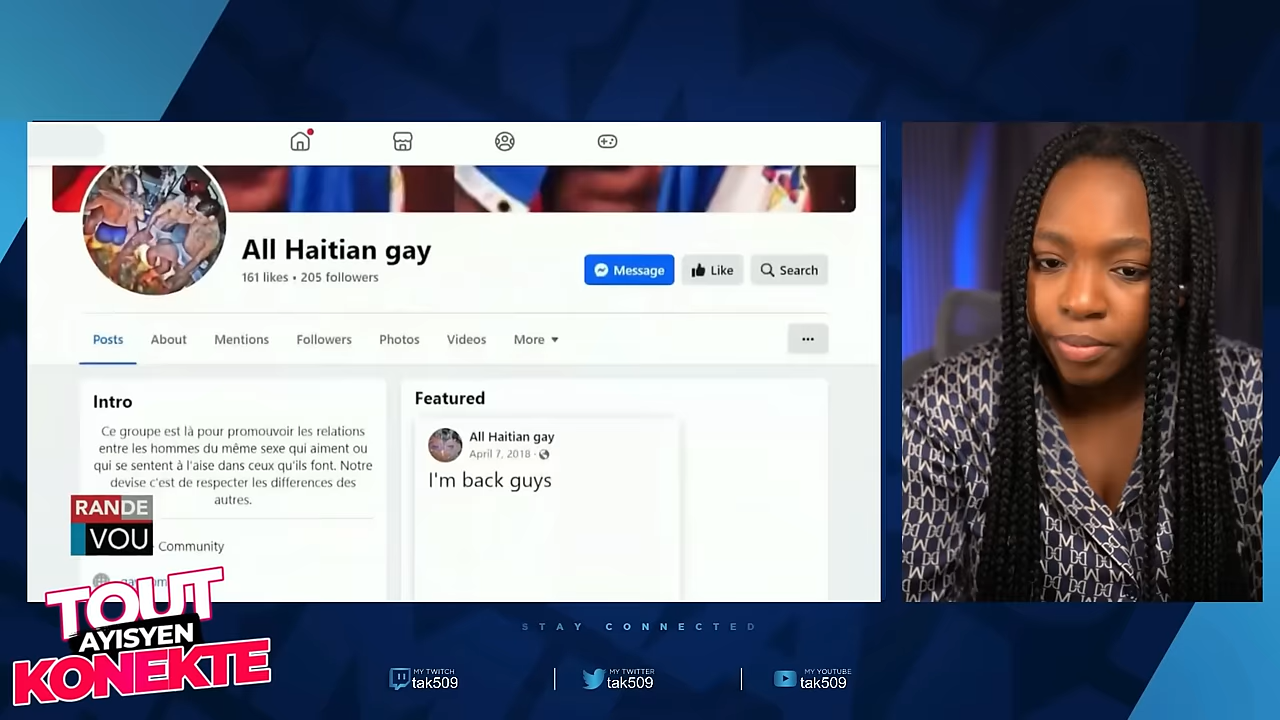 All Haitian gay
161 likes • 205 followers
Message
Like
Search
Posts
About
Mentions
Followers
Photos
Videos
More
Intro
Ce groupe est là pour promouvoir les relations
entre les hommes du même sexe qui aiment ou
qui se sentent à l'aise dans ceux qu'ils font. Notre
devise c'est de respecter les differences des
autres.
Community
Featured
All Haitian gay
April 7, 2018
I'm back guys
RANDE
VOU
TOUT
AYISYEN
KONEKTE
STAY CONNECTED
MY TWITCH
tak509
MY TWITTER
tak509
MY YOUTUBE
tak509